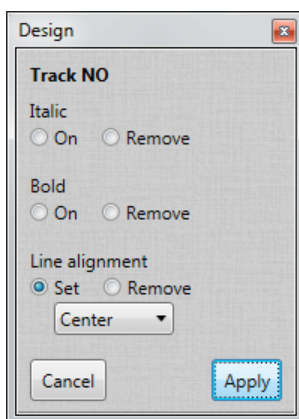 Design
Track NO
Italic
On Remove
Bold
On Remove
Line alignment
Set Remove
Center
Cancel Apply